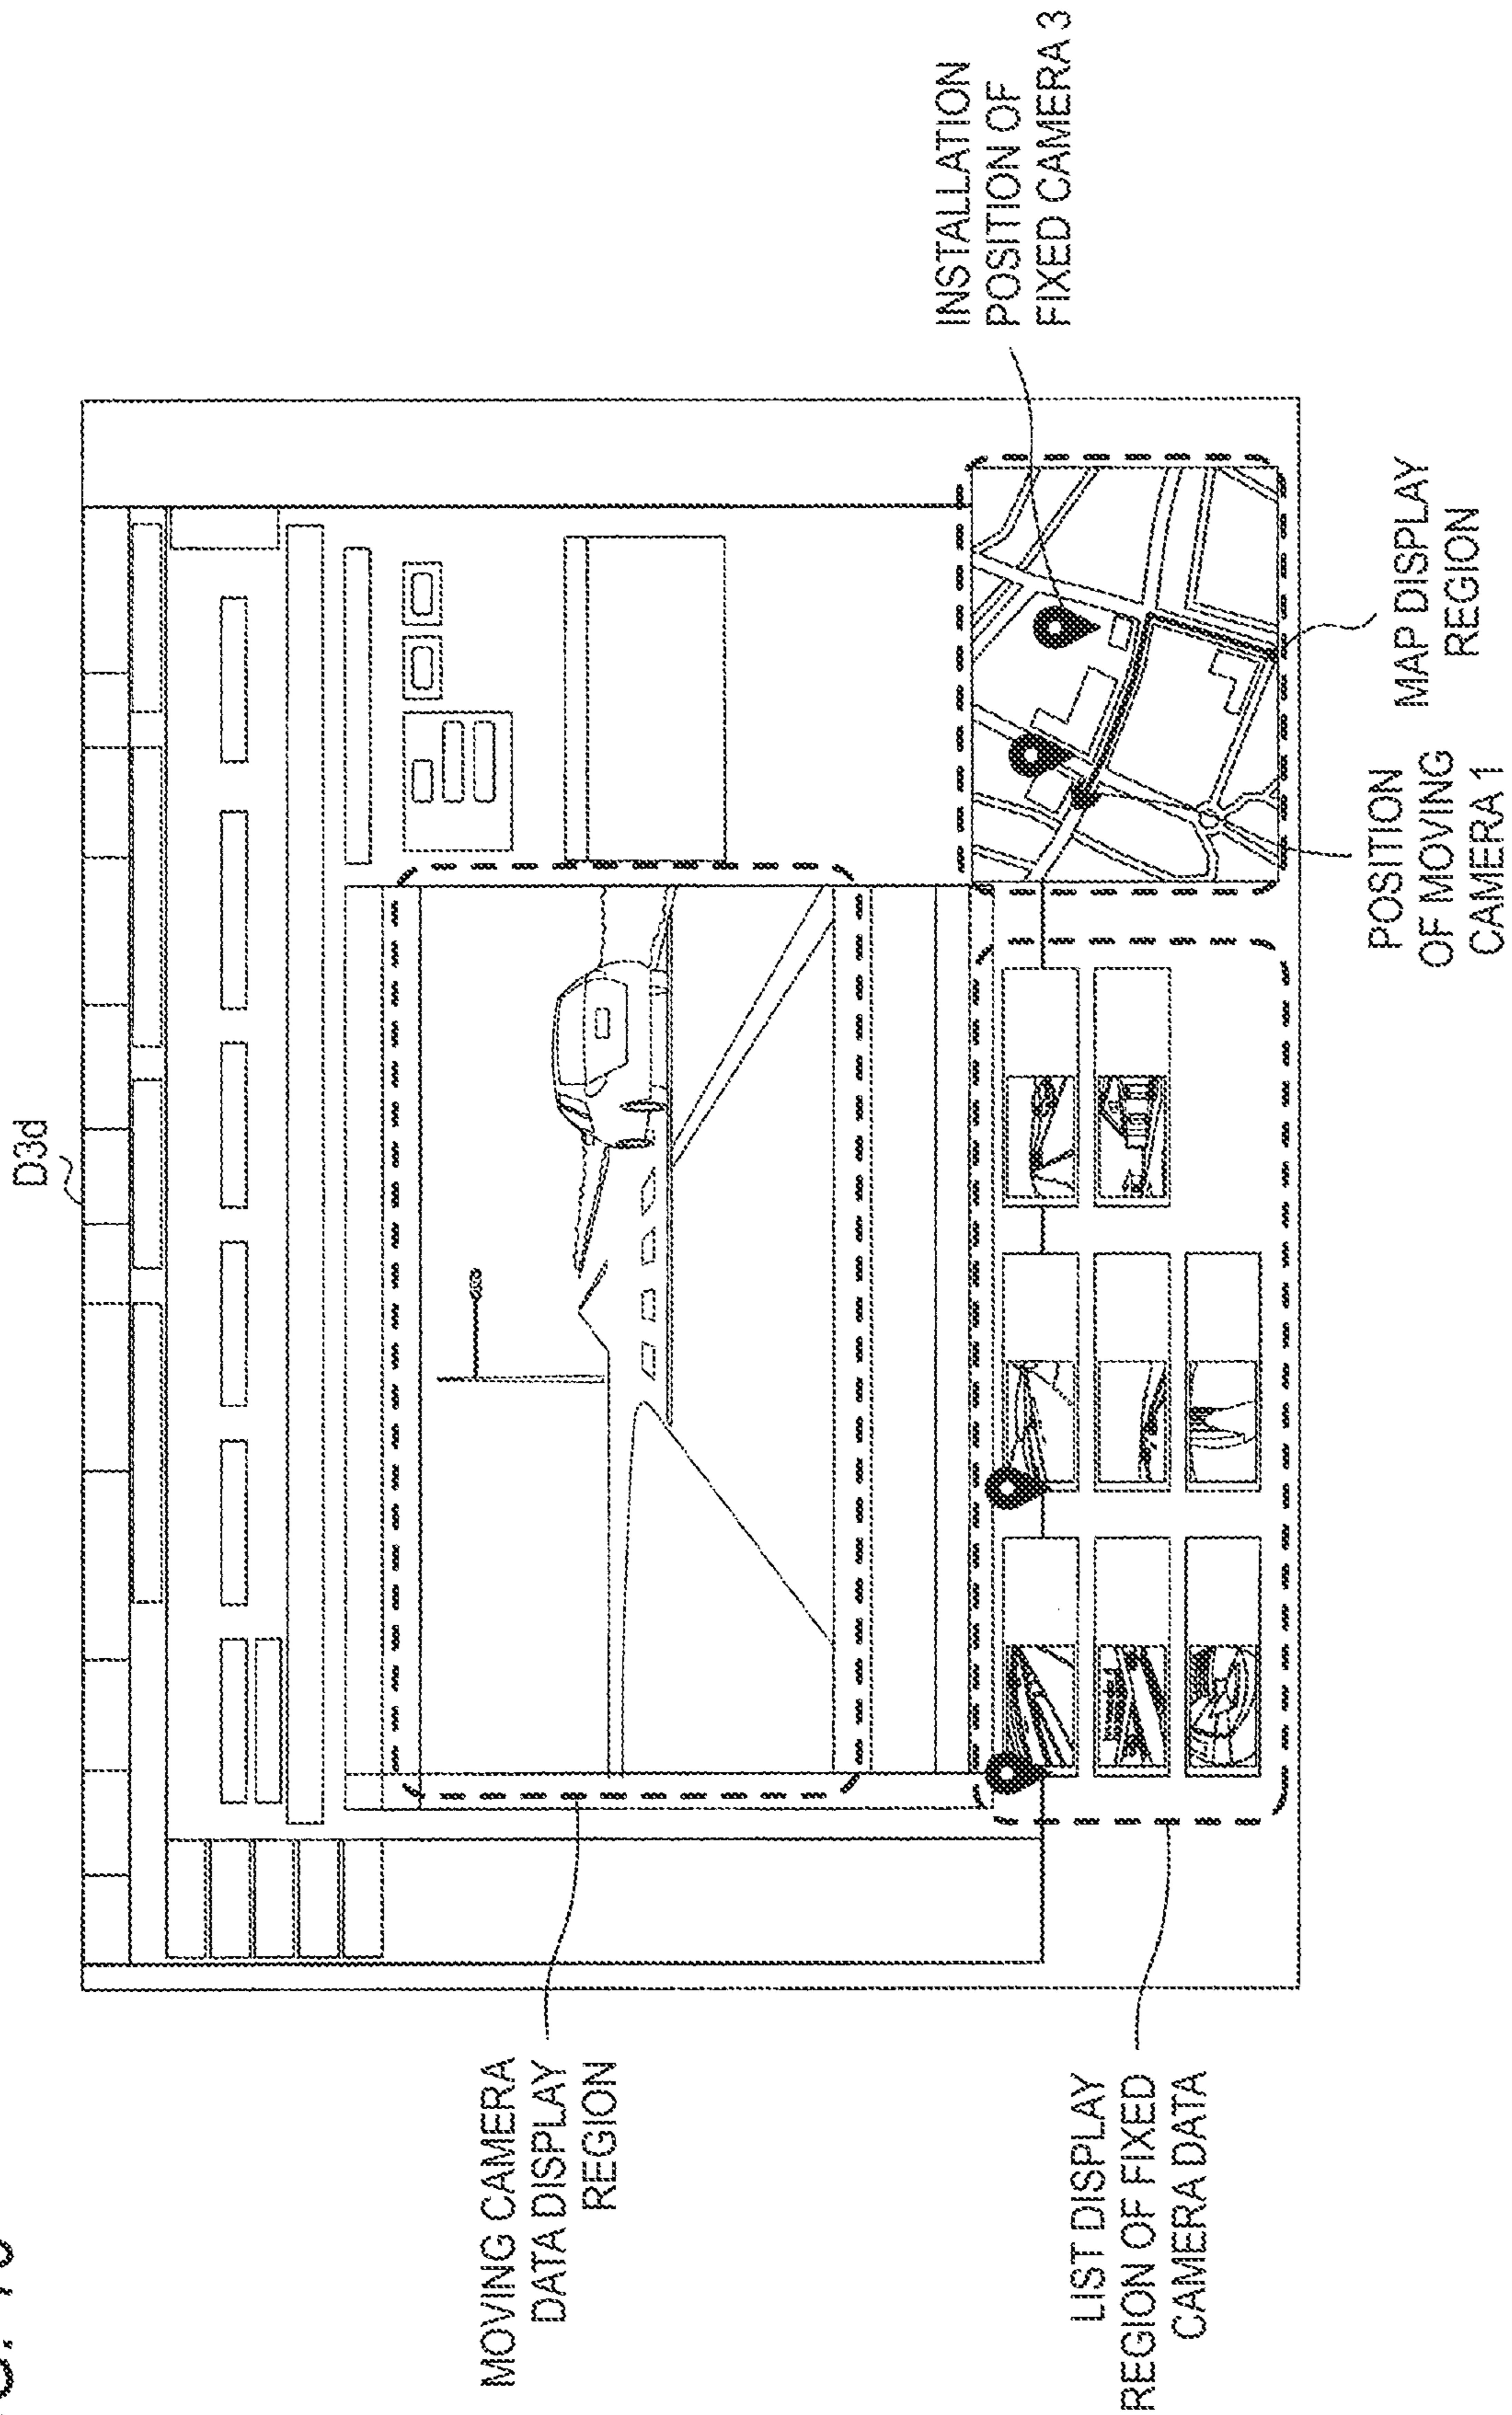 D3d
MOVING CAMERA
DATA DISPLAY
REGION
LIST DISPLAY
REGION OF FIXED
CAMERA DATA
INSTALLATION
POSITION OF
FIXED CAMERA 3
POSITION
OF MOVING
CAMERA 1
MAP DISPLAY
REGION